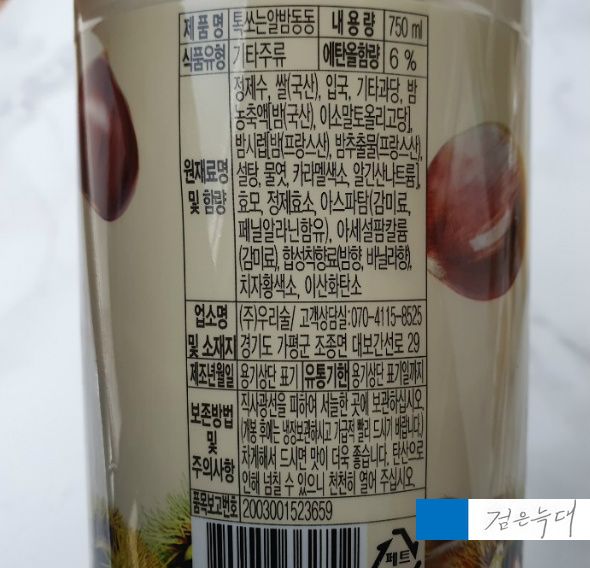 제품명 톡쏘는알밤동동 내용량 750 ml
식품유형 기타주류 에탄올함량 6 %
원재료명 및 함량
정제수, 쌀(국산), 입국, 기타과당, 밤
농축액[밤(국산), 이소말토올리고당],
밤시럽[밤(프랑스산), 밤추출물(프랑스산),
설탕, 물엿, 카라멜색소, 알긴산나트륨],
효모, 정제효소, 아스파탐(감미료,
페닐알라닌함유), 아세설팜칼륨
(감미료), 합성착향료(밤향, 바닐라향),
치자황색소, 이산화탄소
업소명 (주)우리술/ 고객상담실:070-4115-8525
및 소재지 경기도 가평군 조종면 대보간선로 29
제조년월일 용기상단 표기 유통기한 용기상단 표기일까지
보존방법 및 주의사항
직사광선을 피하여 서늘한 곳에 보관하십시오
(개봉 후에는 냉장보관하시고 가급적 빨리 드시기 바랍니다.)
차게해서 드시면 맛이 더욱 좋습니다. 탄산으로
인해 넘칠 수 있으니 천천히 열어 주십시오.
품목보고번호 2003001523659
페트
검은늑대